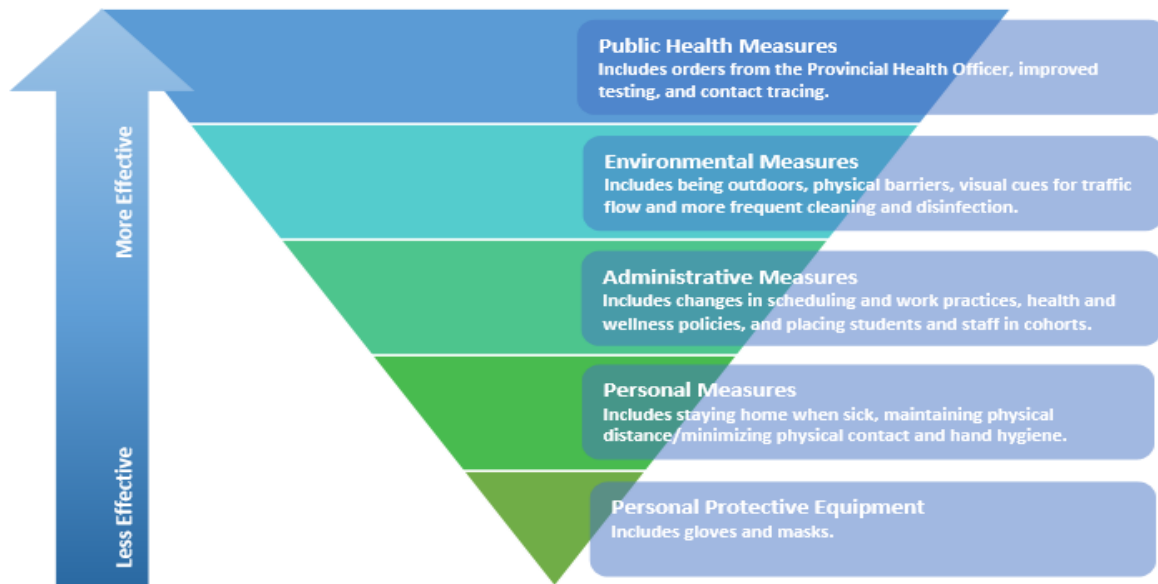 More Effective
Less Effective
Public Health Measures
Includes orders from the Provincial Health Officer, improved
testing, and contact tracing.
Environmental Measures
Includes being outdoors, physical barriers, visual cues for traffic
flow and more frequent cleaning and disinfection.
Administrative Measures
Includes changes in scheduling and work practices, health and
wellness policies, and placing students and staff in cohorts.
Personal Measures
Includes staying home when sick, maintaining physical
distance/minimizing physical contact and hand hygiene.
Personal Protective Equipment
Includes gloves and masks.